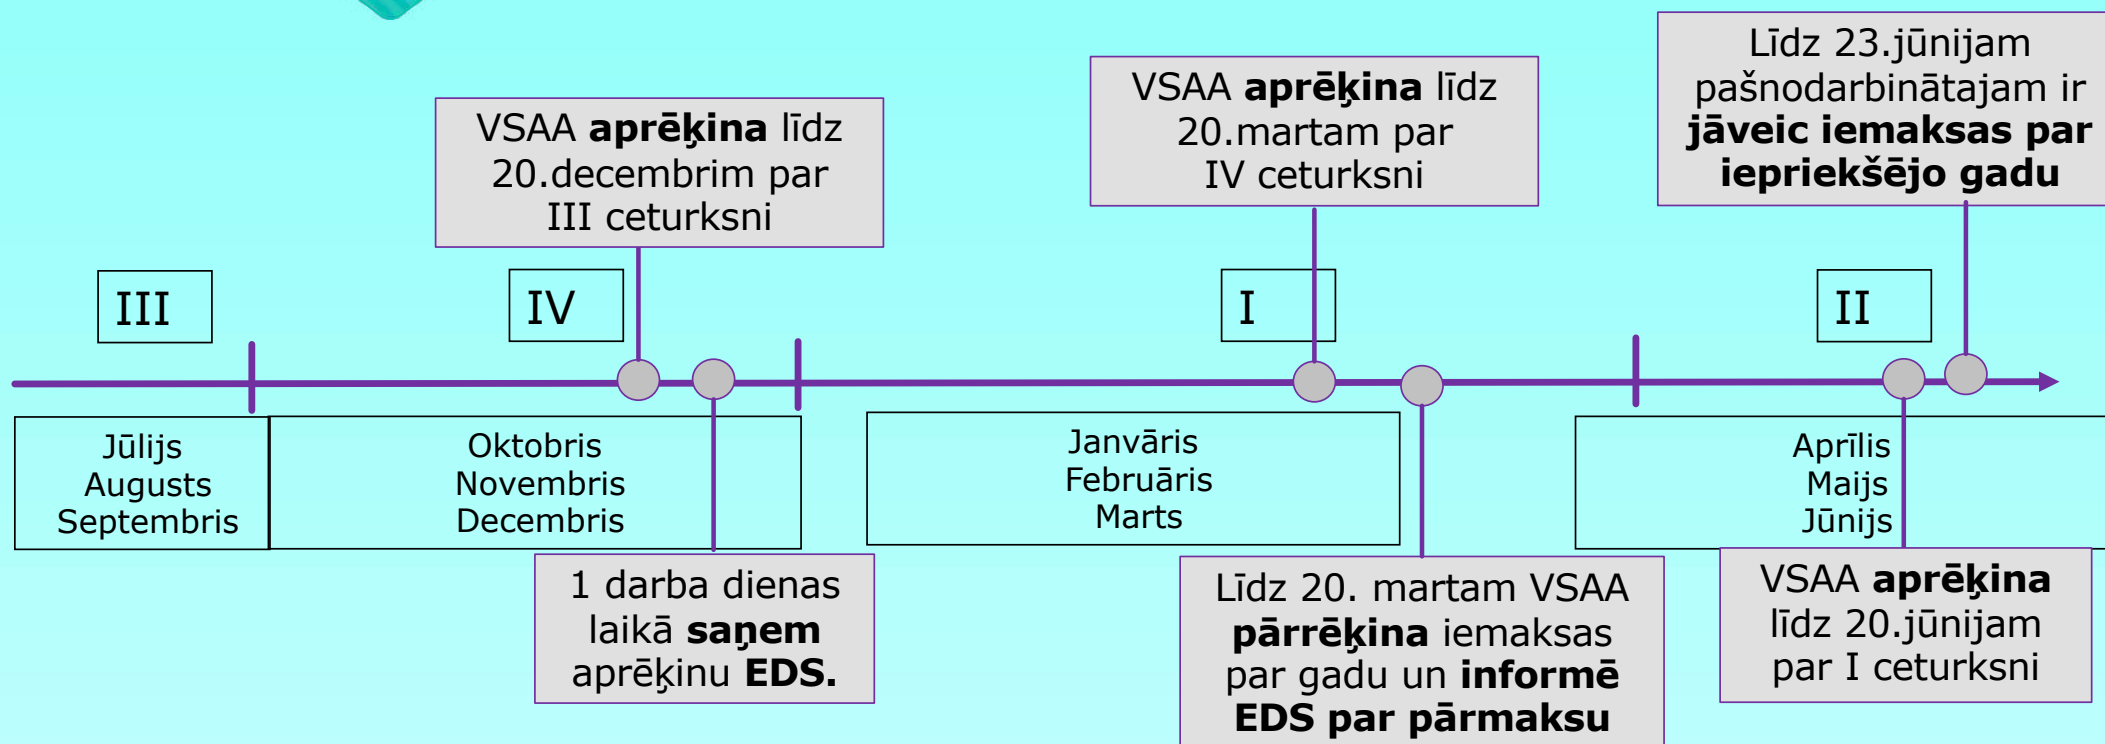 VSAA aprēķina līdz
20.decembrim par
III ceturksni
VSAA aprēķina līdz
20.martam par
IV ceturksni
Līdz 23.jūnijam
pašnodarbinātajam ir
jāveic iemaksas par
iepriekšējo gadu
III
IV
I
II
Jūlijs
Augusts
Septembris
Oktobris
Novembris
Decembris
Janvāris
Februāris
Marts
Aprīlis
Maijs
Jūnijs
1 darba dienas
laikā saņem
aprēķinu EDS.
Līdz 20. martam VSAA
pārrēķina iemaksas
par gadu un informē
EDS par pārmaksu
VSAA aprēķina
līdz 20.jūnijam
par I ceturksni